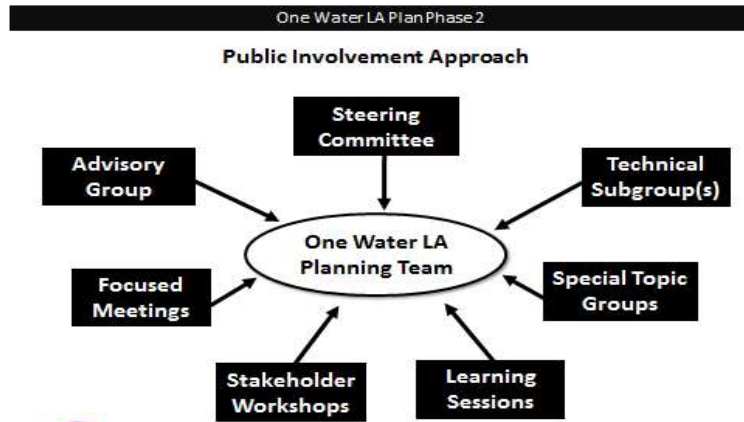 One Water LA Plan Phase 2
Public Involvement Approach
Steering
Committee
Advisory
Group
Technical
Subgroup(s)
One Water LA
Planning Team
Focused
Meetings
Special Topic
Groups
Stakeholder
Workshops
Learning
Sessions